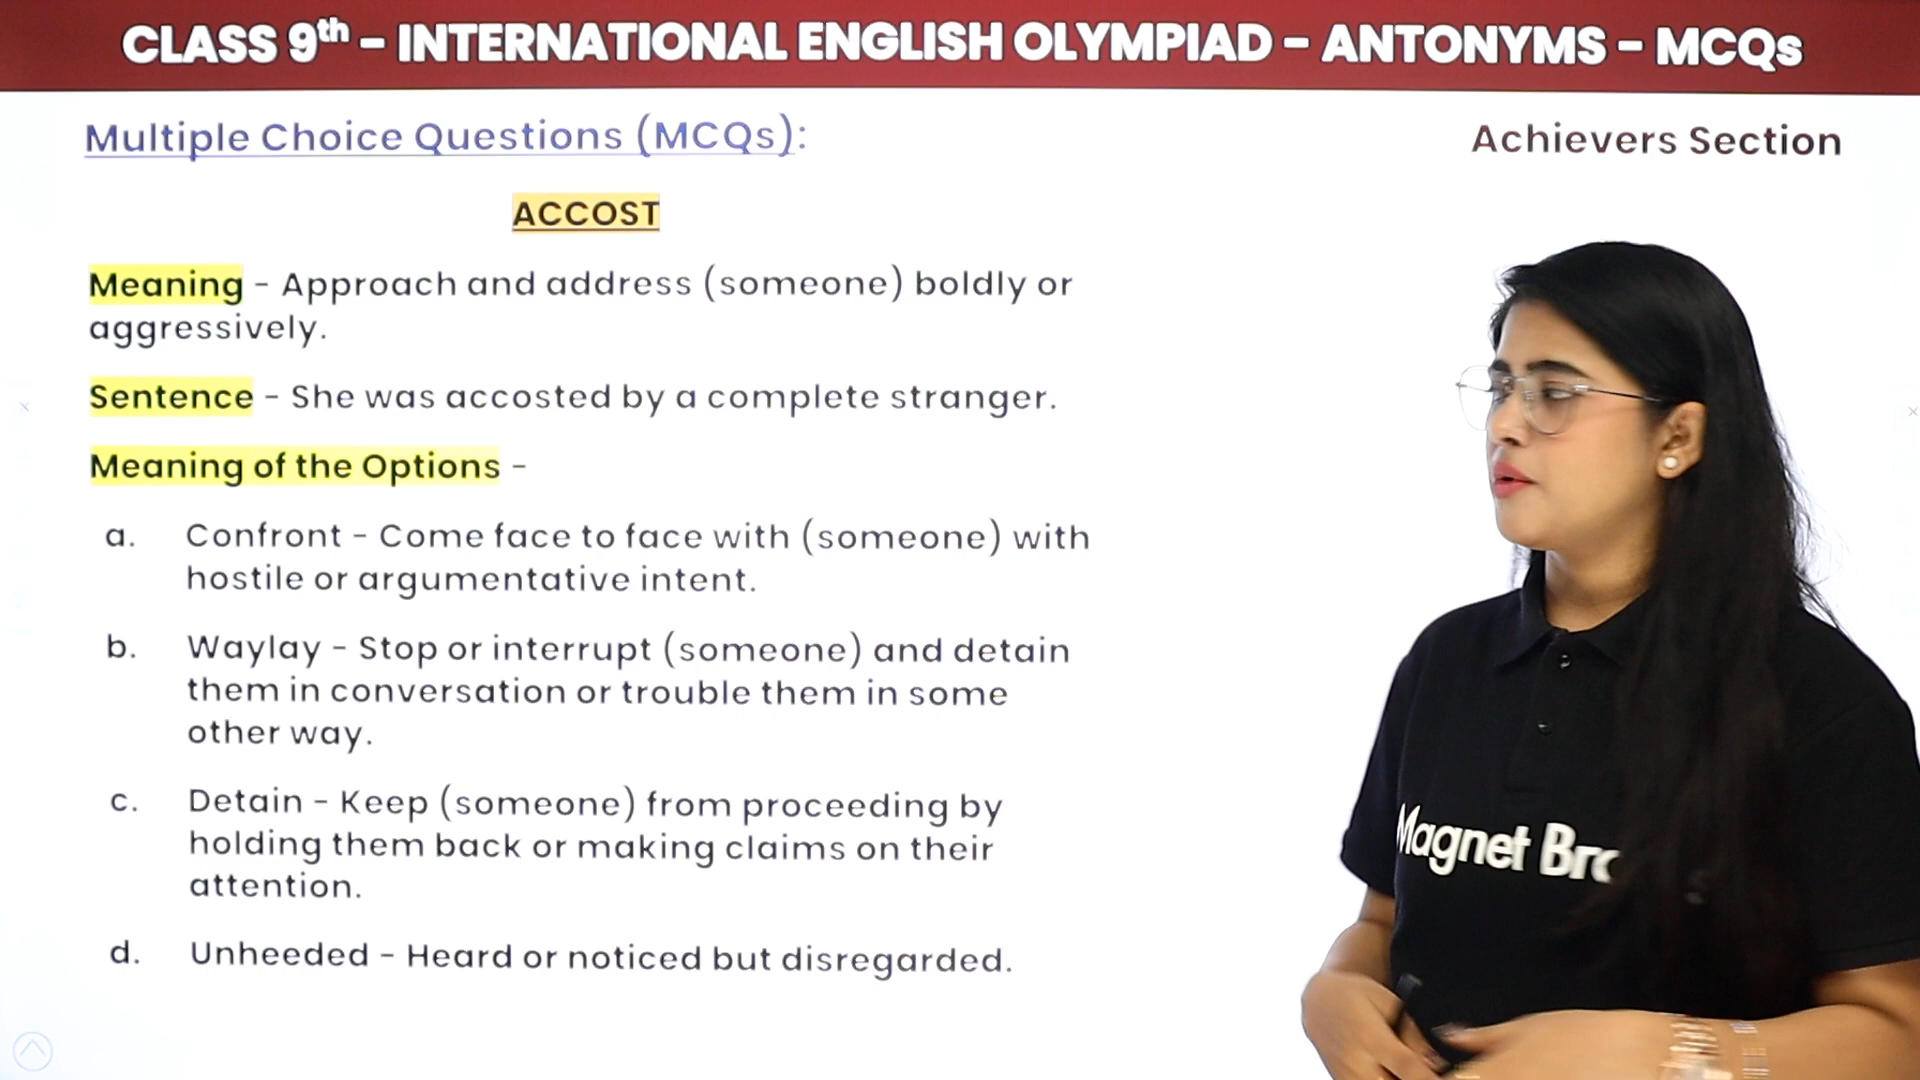 CLASS 9th - INTERNATIONAL ENGLISH OLYMPIAD - ANTONYMS - MCQs
Multiple Choice Questions (MCQs):
Achievers Section
ACCOST
Meaning - Approach and address (someone) boldly or
aggressively.
Sentence - She was accosted by a complete stranger.
Meaning of the Options -
a. Confront - Come face to face with (someone) with
hostile or argumentative intent.
b. Waylay - Stop or interrupt (someone) and detain
them in conversation or trouble them in some
other way.
c. Detain - Keep (someone) from proceeding by
holding them back or making claims on their
attention.
d. Unheeded - Heard or noticed but disregarded.
Magnet Br